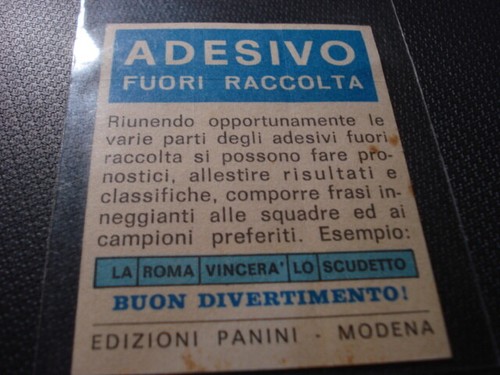 ADESIVO
FUORI RACCOLTA
Riunendo opportunamente le
varie parti degli adesivi fuori
raccolta si possono fare pro-
nostici, allestire risultati e
classifiche, comporre frasi in-
neggianti alle squadre ed ai
campioni preferiti. Esempio:
LA ROMA VINCERA' LO SCUDETTO
BUON DIVERTIMENTO!
EDIZIONI PANINI - MODENA